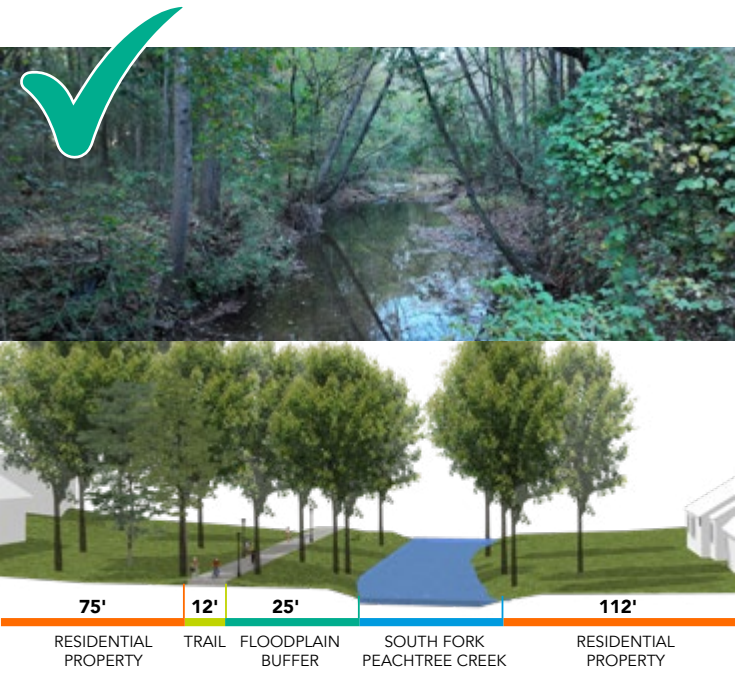 75' 12' 25' 112'
RESIDENTIAL PROPERTY
TRAIL
FLOODPLAIN BUFFER
SOUTH FORK PEACHTREE CREEK
RESIDENTIAL PROPERTY